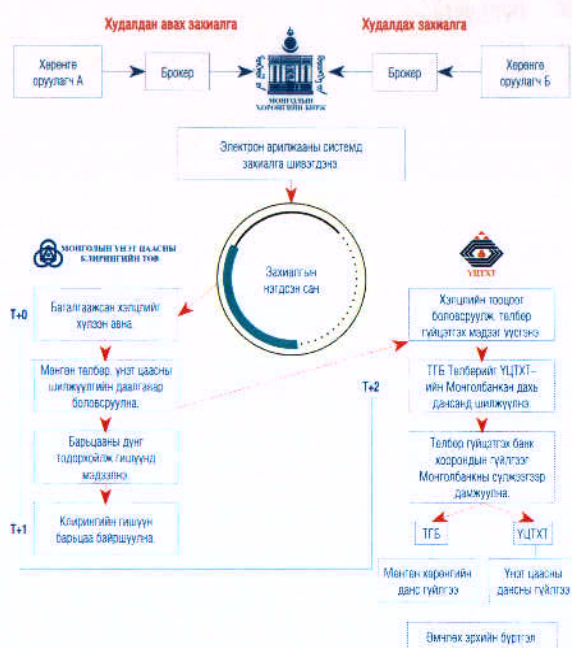 Худалдан авах захиалга
Худалдах захиалга
Хөрөнгө
оруулагч А
Брокер
МОНГОЛЫН
ХӨРӨНГИЙН БИРЖ
Брокер
Хөрөнгө
оруулагч Б
Электрон арилжааны системд
захиалга шивэгдэнэ
Захиалгын
нэгдсэн сан
МОНГОЛЫН ҮНЭТ ЦААСНЫ
КЛИРИНГИЙН ТӨВ
T+0
Баталгаажсан хэлцлийг
хүлээн авна.
Мөнгөн төлбөр, үнэт цаасны
шилжүүлгийн даалгавар
боловсруулна.
Барьцааны дүнг
тодорхойлж гишүүнд
мэдээлнэ.
T+1
Клирингийн гишүүн
барьцаа байршуулна.
ҮЦТХТ
Хэлцлийн тооцоог
боловсруулж, төлбөр
гүйцэтгэх мэдээ үүсгэнэ.
T+2
ТГБ Төлбөрийг ҮЦТХТ–
ийн Монголбанкан дахь
дансанд шилжүүлнэ
Төлбөр гүйцэтгэх банк
хоорондын гүйлгээг
Монголбанкны сүлжээгээр
дамжуулна.
ТГБ
ҮЦТХТ
Мөнгөн хөрөнгийн
данс гүйлгээ
Үнэт цаасны
дансны гүйлгээ
Өмчлөх эрхийн бүртгэл